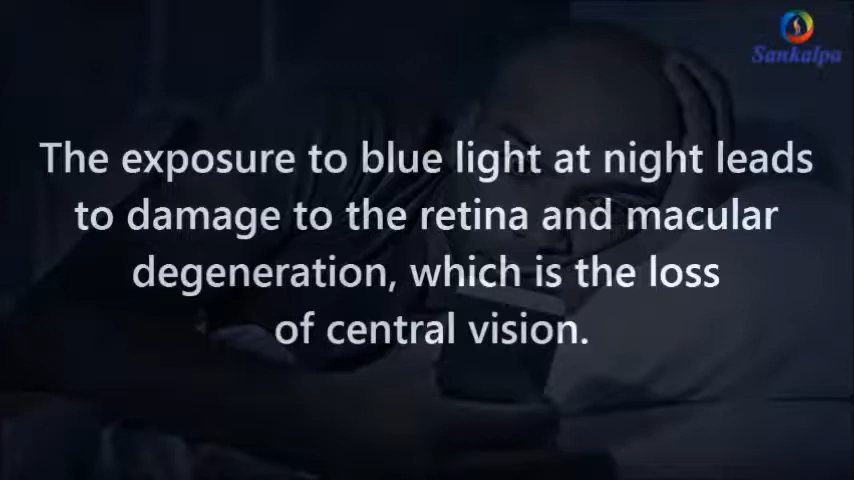 Sankalpa
The exposure to blue light at night leads
to damage to the retina and macular
degeneration, which is the loss
of central vision.